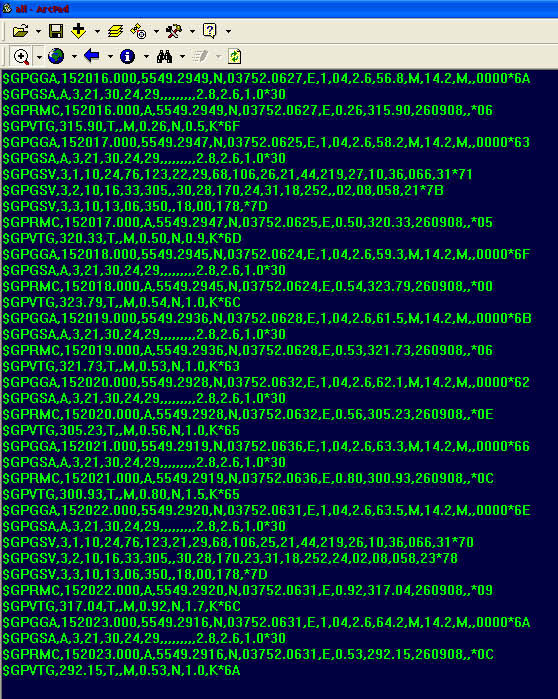 all - ArcPad
$GPGGA,152016.000,5549.2949,N,03752.0627,E,1,04,2.6,56.8,M,14.2,M,,0000*6A
$GPGSA,A,3,21,30,24,29,,,,,,,,,2.8,2.6,1.0*30
$GPRMC,152016.000,A,5549.2949,N,03752.0627,E,0.26,315.90,260908,,*06
$GPVTG,315.90,T,,M,0.26,N,0.5,K*6F
$GPGGA,152017.000,5549.2947,N,03752.0625,E,1,04,2.6,58.2,M,14.2,M,,0000*63
$GPGSA,A,3,21,30,24,29,,,,,,,,,2.8,2.6,1.0*30
$GPGSV,3,1,10,24,76,123,22,29,68,106,26,21,44,219,27,10,36,066,31*71
$GPGSV,3,2,10,16,33,305,,30,28,170,24,31,18,252,,02,08,058,21*7B
$GPGSV,3,3,10,13,06,350,,18,00,178,*7D
$GPRMC,152017.000,A,5549.2947,N,03752.0625,E,0.50,320.33,260908,,*05
$GPVTG,320.33,T,,M,0.50,N,0.9,K*6D
$GPGGA,152018.000,5549.2945,N,03752.0624,E,1,04,2.6,59.3,M,14.2,M,,0000*6F
$GPGSA,A,3,21,30,24,29,,,,,,,,,2.8,2.6,1.0*30
$GPRMC,152018.000,A,5549.2945,N,03752.0624,E,0.54,323.79,260908,,*00
$GPVTG,323.79,T,,M,0.54,N,1.0,K*6C
$GPGGA,152019.000,5549.2936,N,03752.0628,E,1,04,2.6,61.5,M,14.2,M,,0000*6B
$GPGSA,A,3,21,30,24,29,,,,,,,,,2.8,2.6,1.0*30
$GPRMC,152019.000,A,5549.2936,N,03752.0628,E,0.53,321.73,260908,,*06
$GPVTG,321.73,T,,M,0.53,N,1.0,K*63
$GPGGA,152020.000,5549.2928,N,03752.0632,E,1,04,2.6,62.1,M,14.2,M,,0000*62
$GPGSA,A,3,21,30,24,29,,,,,,,,,2.8,2.6,1.0*30
$GPRMC,152020.000,A,5549.2928,N,03752.0632,E,0.56,305.23,260908,,*0E
$GPVTG,305.23,T,,M,0.56,N,1.0,K*65
$GPGGA,152021.000,5549.2919,N,03752.0636,E,1,04,2.6,63.3,M,14.2,M,,0000*66
$GPGSA,A,3,21,30,24,29,,,,,,,,,2.8,2.6,1.0*30
$GPRMC,152021.000,A,5549.2919,N,03752.0636,E,0.80,300.93,260908,,*0C
$GPVTG,300.93,T,,M,0.80,N,1.5,K*65
$GPGGA,152022.000,5549.2920,N,03752.0631,E,1,04,2.6,63.5,M,14.2,M,,0000*6E
$GPGSA,A,3,21,30,24,29,,,,,,,,,2.8,2.6,1.0*30
$GPGSV,3,1,10,24,76,123,21,29,68,106,25,21,44,219,26,10,36,066,31*70
$GPGSV,3,2,10,16,33,305,,30,28,170,23,31,18,252,24,02,08,058,23*78
$GPGSV,3,3,10,13,06,350,,18,00,178,*7D
$GPRMC,152022.000,A,5549.2920,N,03752.0631,E,0.92,317.04,260908,,*09
$GPVTG,317.04,T,,M,0.92,N,1.7,K*6C
$GPGGA,152023.000,5549.2916,N,03752.0631,E,1,04,2.6,64.2,M,14.2,M,,0000*6A
$GPGSA,A,3,21,30,24,29,,,,,,,,,2.8,2.6,1.0*30
$GPRMC,152023.000,A,5549.2916,N,03752.0631,E,0.53,292.15,260908,,*0C
$GPVTG,292.15,T,,M,0.53,N,1.0,K*6A